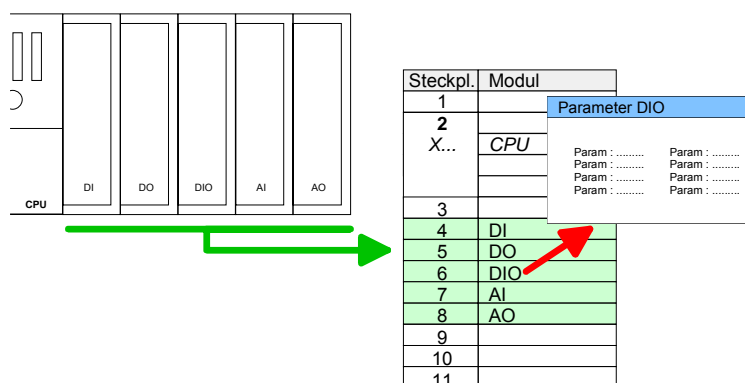 DI DO DIO AI AO
CPU
Steckpl. Modul
1
2
X... CPU
3
4 DI
5 DO
6 DIO
7 AI
8 AO
9
10
11
Parameter DIO
Param : ......... Param : .........
Param : ......... Param : .........
Param : ......... Param : .........
Param : ......... Param : .........